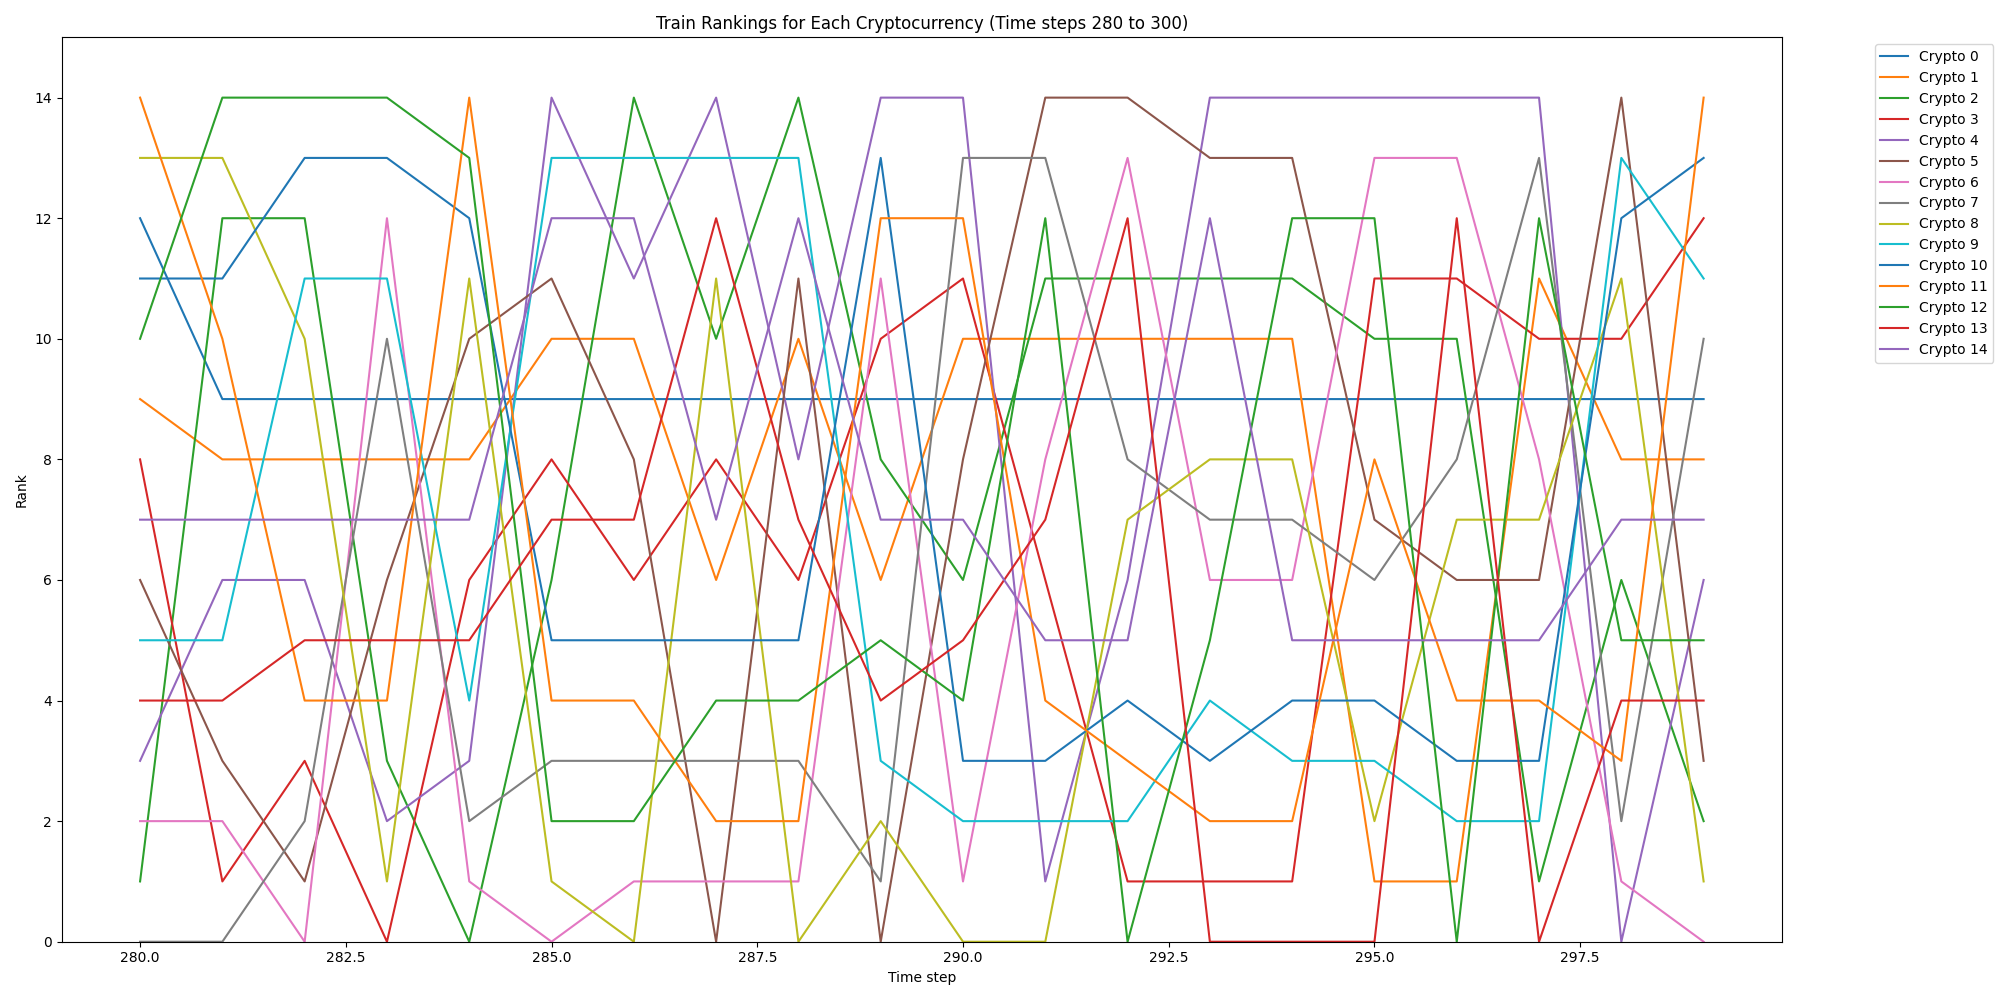 Train Rankings for Each Cryptocurrency (Time steps 280 to 300)
Rank
14
12
10
8
6
4
2
0
280.0 282.5 285.0 287.5 290.0 292.5 295.0 297.5
Time step
Crypto 0
Crypto 1
Crypto 2
Crypto 3
Crypto 4
Crypto 5
Crypto 6
Crypto 7
Crypto 8
Crypto 9
Crypto 10
Crypto 11
Crypto 12
Crypto 13
Crypto 14